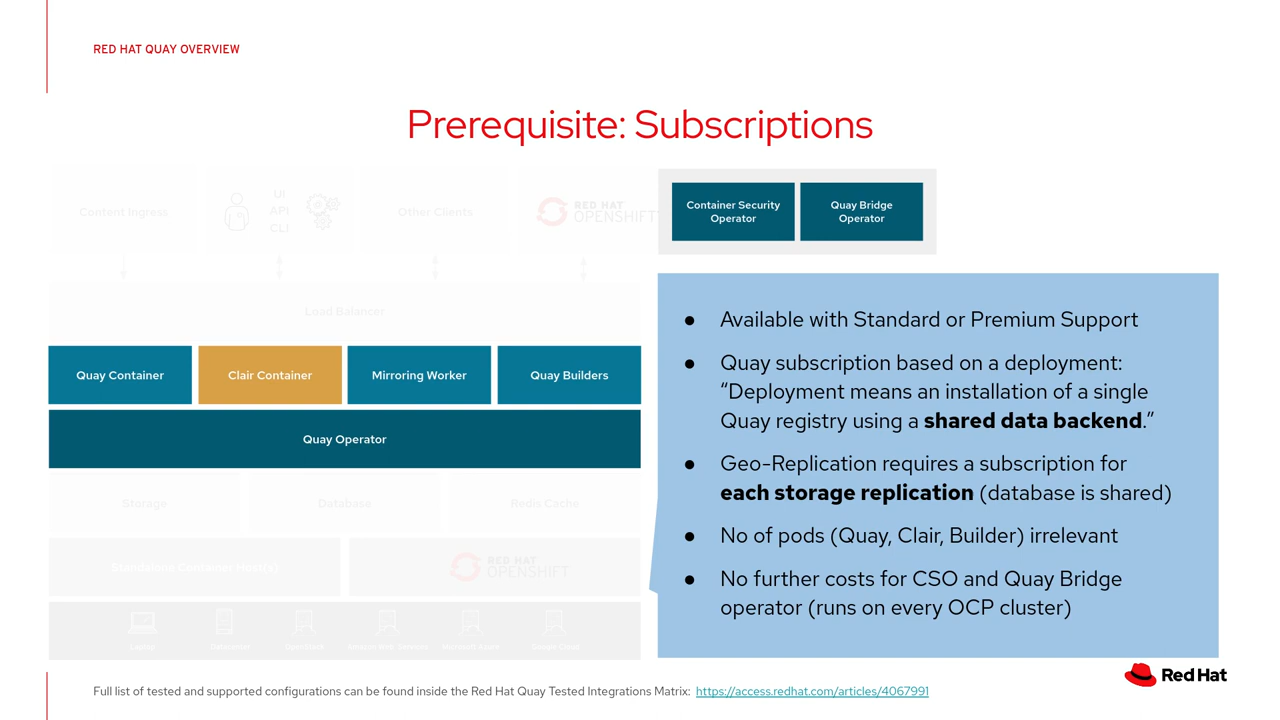 RED HAT QUAY OVERVIEW
Prerequisite: Subscriptions
Content Ingress
UI
API
CLI
Other Clients
RED HAT
OPENSHIFT
Container Security
Operator
Quay Bridge
Operator
Load Balancer
Quay Container
Clair Container
Mirroring Worker
Quay Builders
Quay Operator
Storage
Database
Redis Cache
Standalone Container Host(s)
RED HAT
OPENSHIFT
● Available with Standard or Premium Support
● Quay subscription based on a deployment:
“Deployment means an installation of a single
Quay registry using a shared data backend.”
● Geo-Replication requires a subscription for
each storage replication (database is shared)
● No of pods (Quay, Clair, Builder) irrelevant
● No further costs for CSO and Quay Bridge
operator (runs on every OCP cluster)
Full list of tested and supported configurations can be found inside the Red Hat Quay Tested Integrations Matrix: https://access.redhat.com/articles/4067991
Red Hat